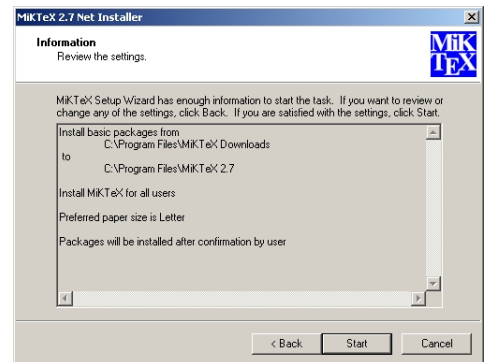 MiKTeX 2.7 Net Installer
Information
Review the settings.
MiK
TEX
MiKTeX Setup Wizard has enough information to start the task. If you want to review or
change any of the settings, click Back. If you are satisfied with the settings, click Start.
Install basic packages from
C:\Program Files\MiKTeX Downloads
to
C:\Program Files\MiKTeX 2.7
Install MiKTeX for all users
Preferred paper size is Letter
Packages will be installed after confirmation by user
< Back Start Cancel